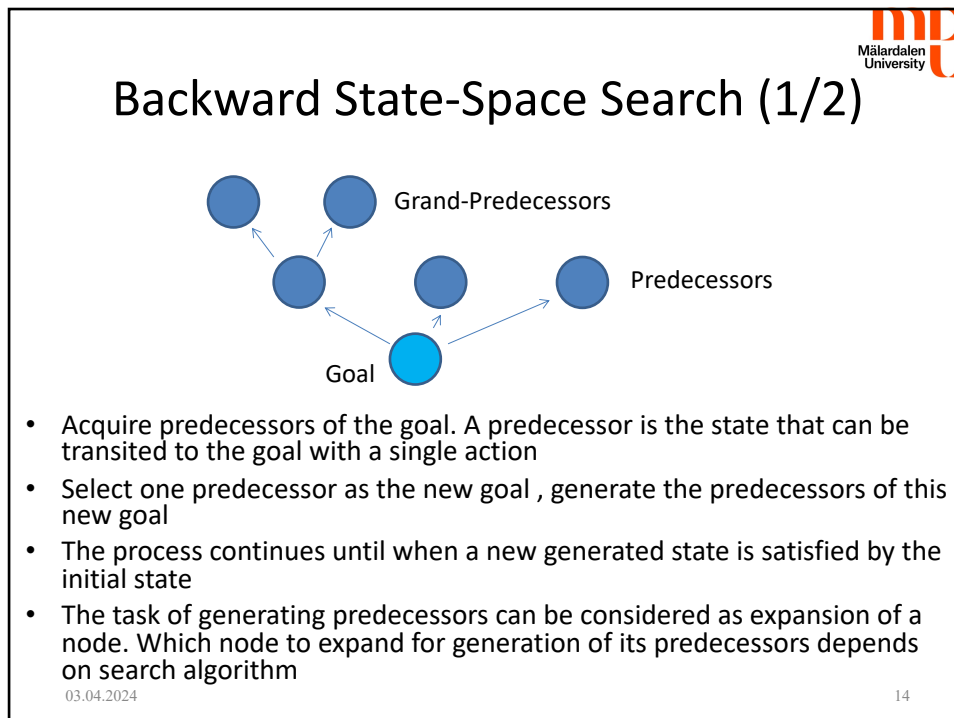 Mälardalen
University
Backward State-Space Search (1/2)
Grand-Predecessors
Predecessors
Goal
• Acquire predecessors of the goal. A predecessor is the state that can be
transited to the goal with a single action
• Select one predecessor as the new goal , generate the predecessors of this
new goal
• The process continues until when a new generated state is satisfied by the
initial state
• The task of generating predecessors can be considered as expansion of a
node. Which node to expand for generation of its predecessors depends
on search algorithm
03.04.2024
14